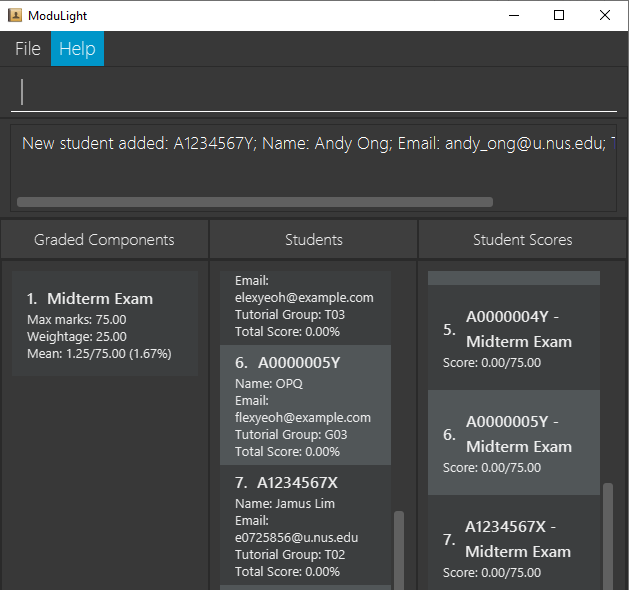 ModuLight
File Help
New student added: A1234567Y; Name: Andy Ong; Email: andy_ong@u.nus.edu;
Graded Components
Students
Student Scores
1. Midterm Exam
Max marks: 75.00
Weightage: 25.00
Mean: 1.25/75.00 (1.67%)
Email:
elexyeoh@example.com
Tutorial Group: T03
Total Score: 0.00%
6. A0000005Y
Name: OPQ
Email:
flexyeoh@example.com
Tutorial Group: G03
Total Score: 0.00%
7. A1234567X
Name: Jamus Lim
Email:
e0725856@u.nus.edu
Tutorial Group: T02
Total Score: 0.00%
5. A0000004Y -
Midterm Exam
Score: 0.00/75.00
6. A0000005Y -
Midterm Exam
Score: 0.00/75.00
7. A1234567X -
Midterm Exam
Score: 0.00/75.00